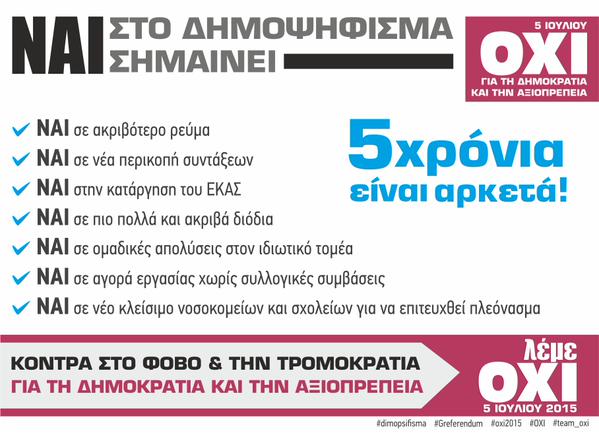 ΝΑΙ ΣΤΟ ΔΗΜΟΨΗΦΙΣΜΑ
ΣΗΜΑΙΝΕΙ
5 ΙΟΥΛΙΟΥ
ΟΧΙ
ΓΙΑ ΤΗ ΔΗΜΟΚΡΑΤΙΑ
ΚΑΙ ΤΗΝ ΑΞΙΟΠΡΕΠΕΙΑ
ΝΑΙ σε ακριβότερο ρεύμα
ΝΑΙ σε νέα περικοπή συντάξεων
ΝΑΙ στην κατάργηση του ΕΚΑΣ
ΝΑΙ σε πιο πολλά και ακριβά διόδια
ΝΑΙ σε ομαδικές απολύσεις στον ιδιωτικό τομέα
ΝΑΙ σε αγορά εργασίας χωρίς συλλογικές συμβάσεις
ΝΑΙ σε νέο κλείσιμο νοσοκομείων και σχολείων για να επιτευχθεί πλεόνασμα
5χρόνια
είναι αρκετά!
ΚΟΝΤΡΑ ΣΤΟ ΦΟΒΟ & ΤΗΝ ΤΡΟΜΟΚΡΑΤΙΑ
ΓΙΑ ΤΗ ΔΗΜΟΚΡΑΤΙΑ ΚΑΙ ΤΗΝ ΑΞΙΟΠΡΕΠΕΙΑ
λέμε
ΟΧΙ
5 ΙΟΥΛΙΟΥ 2015
#dimopsifisma #Greferendum #oxi2015 #OXI #team_oxi